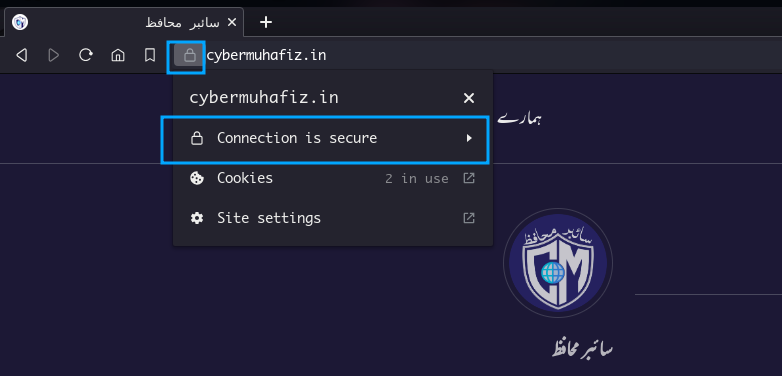 سائبر محافظ
cybermuhafiz.in
cybermuhafiz.in
ہمارے
Connection is secure
Cookies 2 in use
Site settings
سائبر محافظ
CM
سائبر محافظ